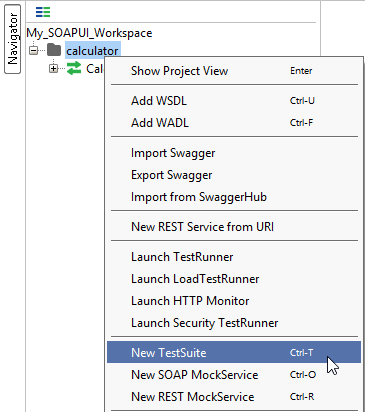 Navigator
My_SOAPUI_Workspace
calculator
Cal
Show Project View Enter
Add WSDL Ctrl-U
Add WADL Ctrl-F
Import Swagger
Export Swagger
Import from SwaggerHub
New REST Service from URI
Launch TestRunner
Launch LoadTestRunner
Launch HTTP Monitor
Launch Security TestRunner
New TestSuite Ctrl-T
New SOAP MockService Ctrl-O
New REST MockService Ctrl-R